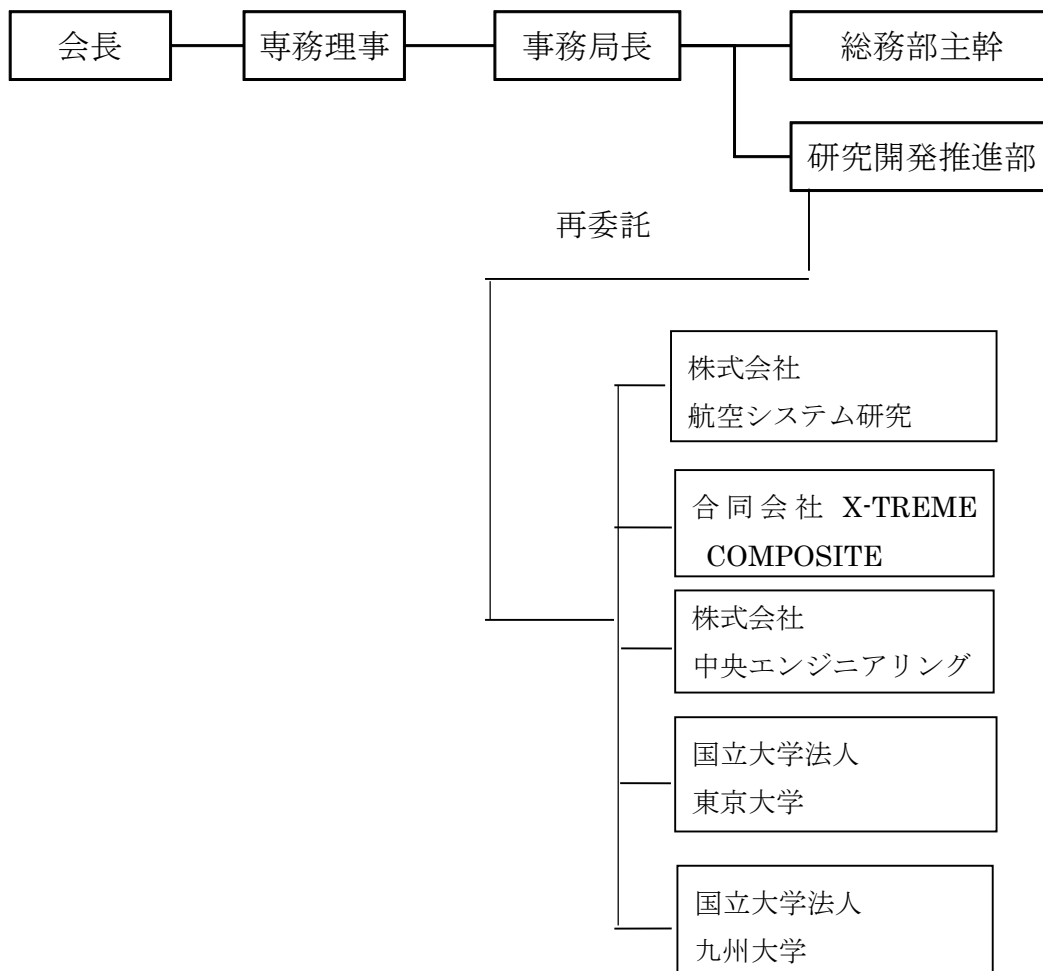 会長
専務理事
事務局長
総務部主幹
研究開発推進部
再委託
株式会社
航空システム研究
合同会社 X-TREME
COMPOSITE
株式会社
中央エンジニアリング
国立大学法人
東京大学
国立大学法人
九州大学